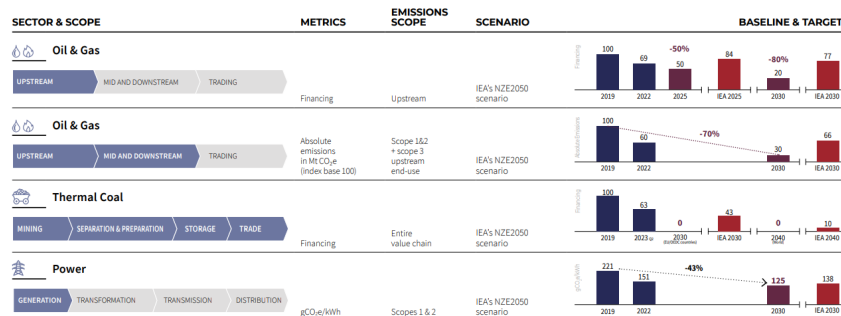 SECTOR & SCOPE METRICS EMISSIONS SCOPE SCENARIO BASELINE & TARGET
Oil & Gas
UPSTREAM MID AND DOWNSTREAM TRADING
Financing Upstream IEA's NZE2050 scenario
Financing
100 69 50 84 20 77
-50% -80%
2019 2022 2025 IEA 2025 2030 IEA 2030
Oil & Gas
UPSTREAM MID AND DOWNSTREAM TRADING
Absolute emissions in Mt CO₂e (index base 100)
Scope 1&2 + scope 3 upstream end-use
IEA's NZE2050 scenario
Absolute Emissions
100 60 30 66
-70%
2019 2022 2030 IEA 2030
Thermal Coal
MINING SEPARATION & PREPARATION STORAGE TRADE
Financing Entire value chain IEA's NZE2050 scenario
Financing
100 63 0 43 0 10
2019 2023 2030 IEA 2030 2040 IEA 2040
Power
GENERATION TRANSFORMATION TRANSMISSION DISTRIBUTION
gCO₂e/kWh Scopes 1 & 2 IEA's NZE2050 scenario
gCO₂e/kWh
221 151 125 138
-43%
2019 2022 2030 IEA 2030